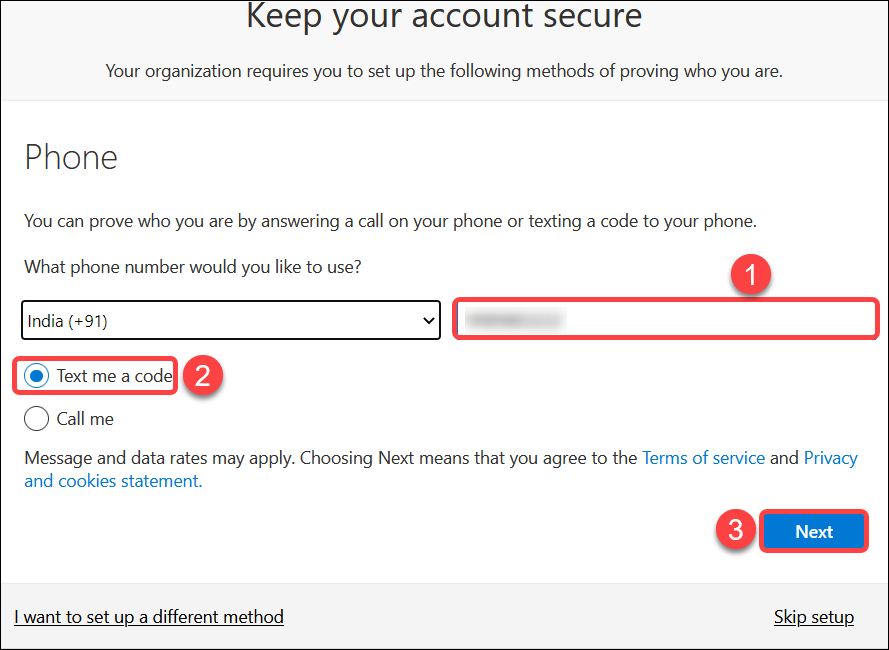 Keep your account secure
Your organization requires you to set up the following methods of proving who you are.
Phone
You can prove who you are by answering a call on your phone or texting a code to your phone.
What phone number would you like to use?
1
India (+91)
Text me a code
2
Call me
Message and data rates may apply. Choosing Next means that you agree to the Terms of service and Privacy
and cookies statement.
3
Next
I want to set up a different method
Skip setup